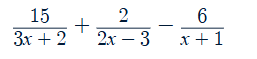 15/(3x + 2) + 2/(2x − 3) − 6/(x + 1)